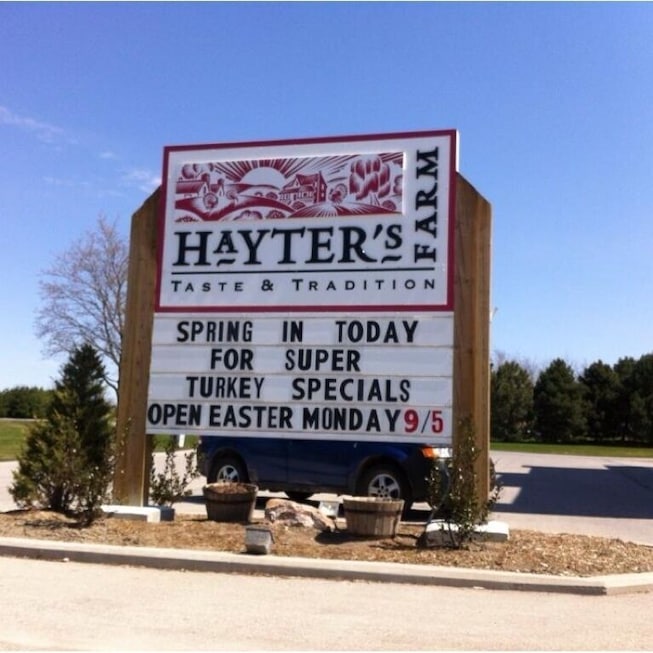 HAYTER'S FARM
TASTE & TRADITION
SPRING IN TODAY
FOR SUPER
TURKEY SPECIALS
OPEN EASTER MONDAY 9/5